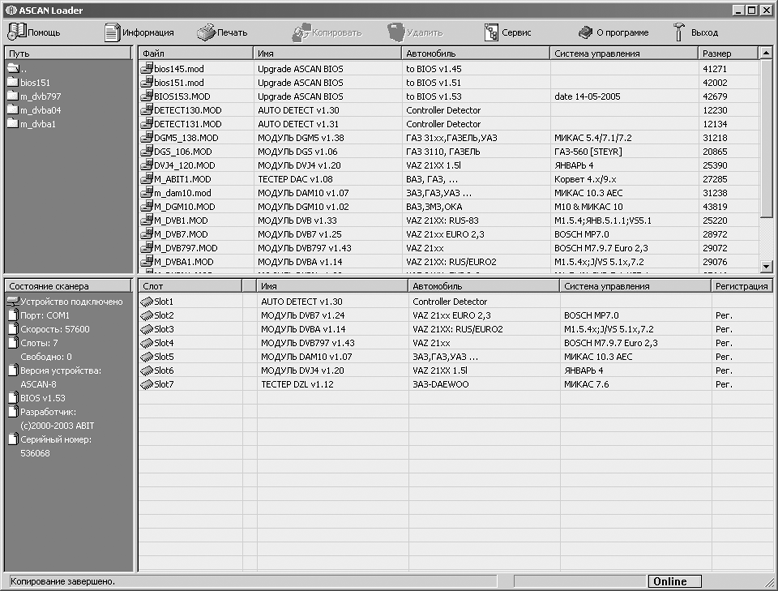 ASCAN Loader
Помощь Информация Печать Копировать Удалить Сервис О программе Выход
Путь
..
bios151
m_dvb797
m_dvba04
m_dvba1
Файл Имя Автомобиль Система управления Размер
bios145.mod Upgrade ASCAN BIOS to BIOS v1.45 41271
bios151.mod Upgrade ASCAN BIOS to BIOS v1.51 42002
BIOS153.MOD Upgrade ASCAN BIOS to BIOS v1.53 date 14-05-2005 42679
DETECT130.MOD AUTO DETECT v1.30 Controller Detector 12230
DETECT131.MOD AUTO DETECT v1.31 Controller Detector 12134
DGM5_138.MOD МОДУЛЬ DGM5 v1.38 ГАЗ 31xx,ГАЗЕЛЬ,УАЗ МИКАС 5.4/7.1/7.2 31218
DGS_106.MOD МОДУЛЬ DGS v1.06 ГАЗ 3110, ГАЗЕЛЬ ГАЗ-560 [STEYR] 20865
DVJ4_120.MOD МОДУЛЬ DVJ4 v1.20 VAZ 21XX 1.5l ЯНВАРЬ 4 25390
M_ABIT1.MOD ТЕСТЕР DAC v1.08 ВАЗ, ГАЗ, ... Корвет 4.x/9.x 27285
m_dam10.mod МОДУЛЬ DAM10 v1.07 ЗАЗ,ГАЗ,УАЗ ... МИКАС 10.3 AEC 31238
M_DGM10.MOD МОДУЛЬ DGM10 v1.02 ВАЗ,ЗМЗ,ОКА M10 & МИКАС 10 43819
M_DVB1.MOD МОДУЛЬ DVB v1.33 VAZ 21XX: RUS-83 M1.5.4;ЯНВ.5.1.1;VS5.1 25220
M_DVB7.MOD МОДУЛЬ DVB7 v1.25 VAZ 21xx EURO 2,3 BOSCH MP7.0 28972
M_DVB797.MOD МОДУЛЬ DVB797 v1.43 VAZ 21xx BOSCH M7.9.7 Euro 2,3 29072
M_DVBA1.MOD МОДУЛЬ DVBA v1.14 VAZ 21XX: RUS/EURO2 M1.5.4x;J/VS 5.1x,7.2 29076
Состояние сканера
Устройство подключено
Порт: COM1
Скорость: 57600
Слоты: 7
Свободно: 0
Версия устройства:
ASCAN-8
BIOS v1.53
Разработчик:
(c)2000-2003 ABIT
Серийный номер:
536068
Слот Имя Автомобиль Система управления Регистрация
Slot1 AUTO DETECT v1.30 Controller Detector
Slot2 МОДУЛЬ DVB7 v1.24 VAZ 21xx EURO 2,3 BOSCH MP7.0 Рег.
Slot3 МОДУЛЬ DVBA v1.14 VAZ 21XX: RUS/EURO2 M1.5.4x;J/VS 5.1x,7.2 Рег.
Slot4 МОДУЛЬ DVB797 v1.43 VAZ 21xx BOSCH M7.9.7 Euro 2,3 Рег.
Slot5 МОДУЛЬ DAM10 v1.07 ЗАЗ,ГАЗ,УАЗ ... МИКАС 10.3 AEC Рег.
Slot6 МОДУЛЬ DVJ4 v1.20 VAZ 21XX 1.5l ЯНВАРЬ 4 Рег.
Slot7 ТЕСТЕР DZL v1.12 ЗАЗ-DAEWOO МИКАС 7.6 Рег.
Копирование завершено. Online